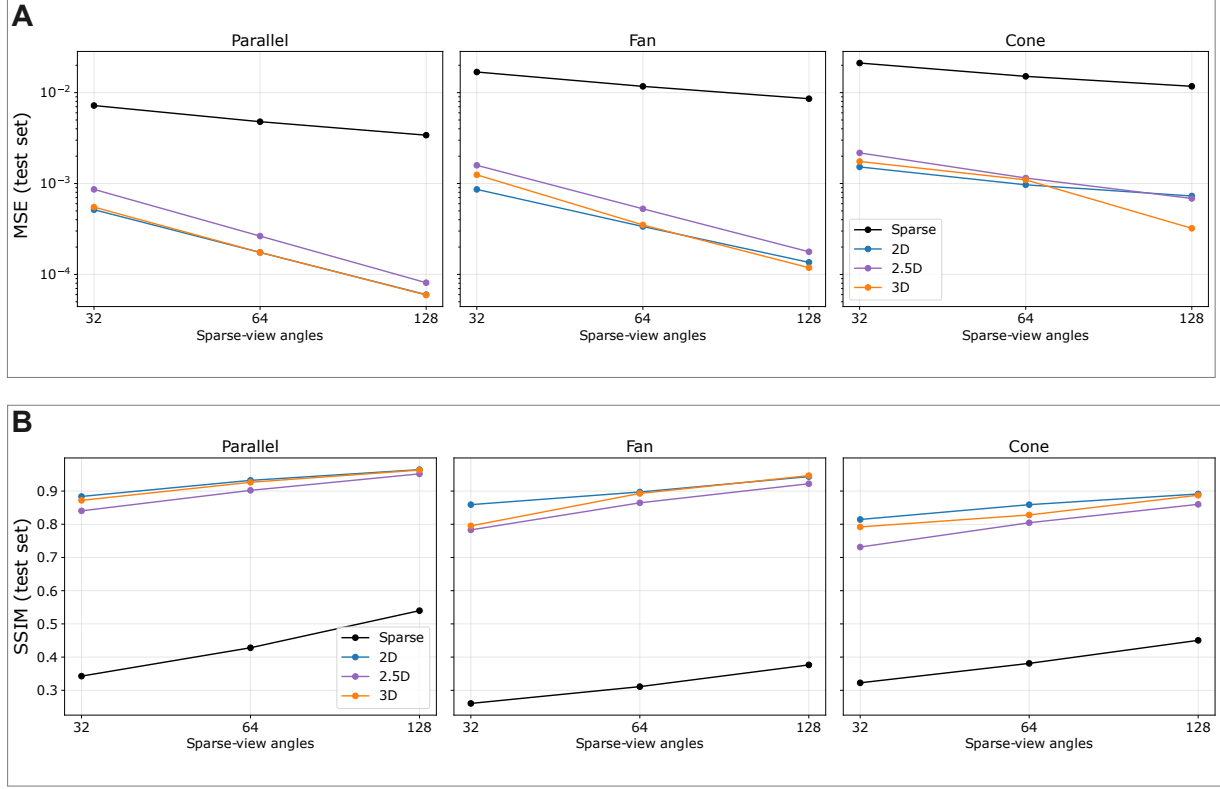 A
Parallel
Fan
Cone
MSE (test set)
10⁻²
10⁻³
10⁻⁴
32
64
128
Sparse-view angles
32
64
128
Sparse-view angles
Sparse
2D
2.5D
3D
32
64
128
Sparse-view angles
B
Parallel
Fan
Cone
SSIM (test set)
0.9
0.8
0.7
0.6
0.5
0.4
0.3
Sparse
2D
2.5D
3D
32
64
128
Sparse-view angles
32
64
128
Sparse-view angles
32
64
128
Sparse-view angles